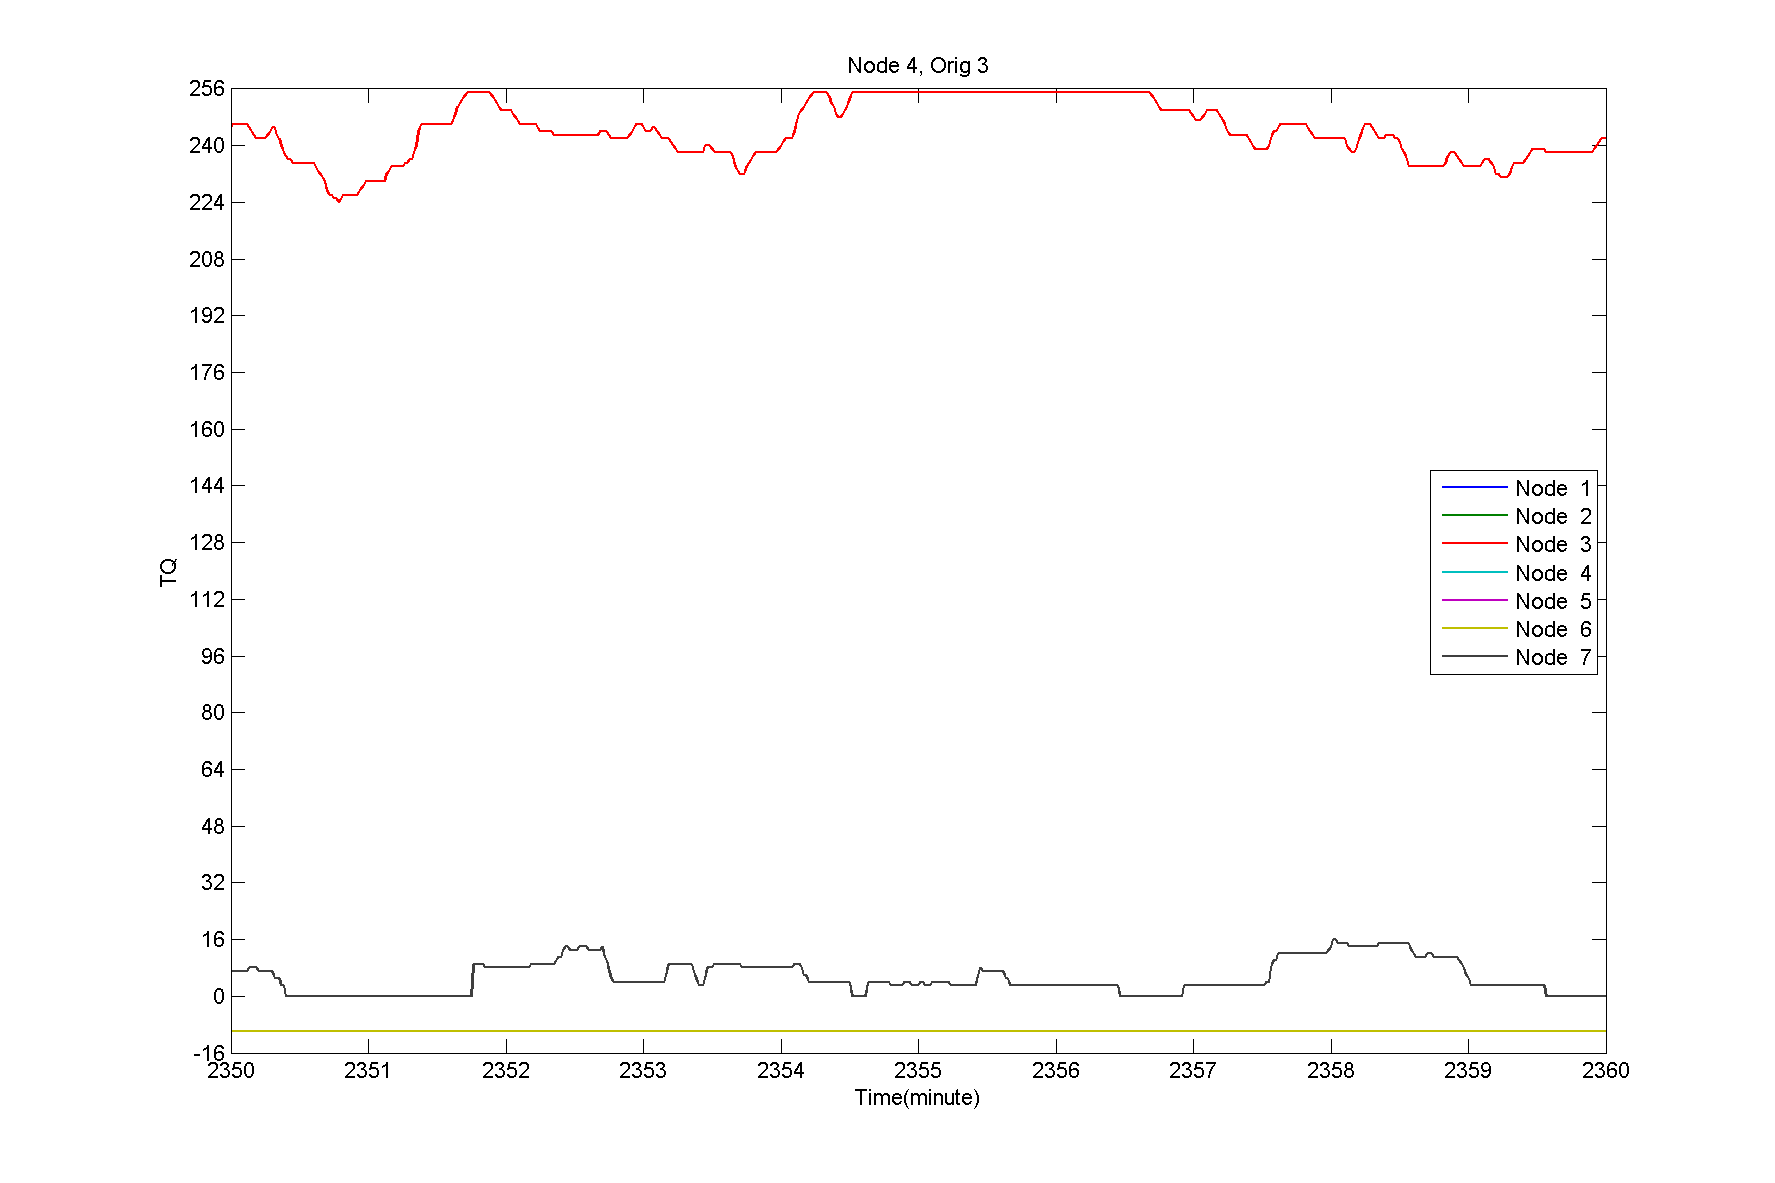 Node 4, Orig 3
256
240
224
208
192
176
160
144
128
112
96
80
64
48
32
16
0
-16
TQ
Node 1
Node 2
Node 3
Node 4
Node 5
Node 6
Node 7
2350 2351 2352 2353 2354 2355 2356 2357 2358 2359 2360
Time(minute)